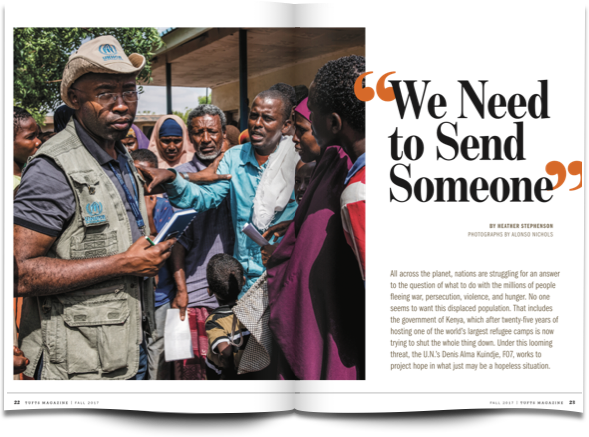 UNHCR
UNHCR
“We Need
to Send
Someone”
BY HEATHER STEPHENSON
PHOTOGRAPHS BY ALONSO NICHOLS
All across the planet, nations are struggling for an answer
to the question of what to do with the millions of people
fleeing war, persecution, violence, and hunger. No one
seems to want this displaced population. That includes
the government of Kenya, which after twenty-five years of
hosting one of the world’s largest refugee camps is now
trying to shut the whole thing down. Under this looming
threat, the U.N.’s Denis Alma Kuindje, F07, works to
project hope in what just may be a hopeless situation.
22 TUFTS MAGAZINE | FALL 2017
FALL 2017 | TUFTS MAGAZINE 23